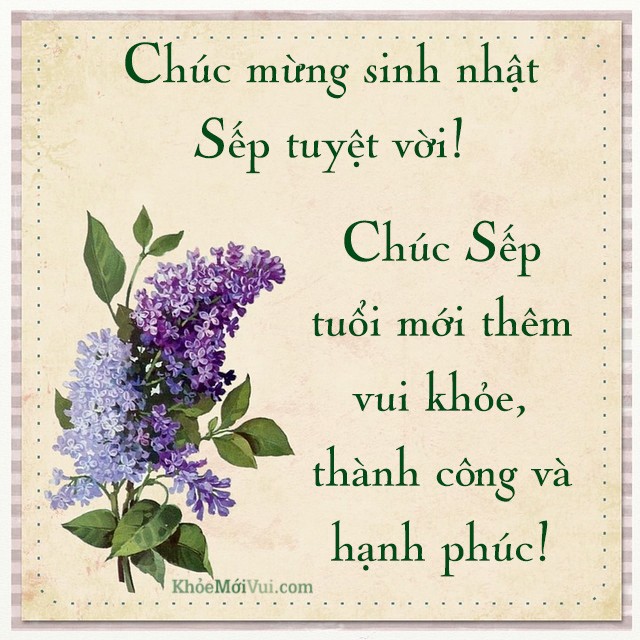 Chúc mừng sinh nhật
Sếp tuyệt vời!
Chúc Sếp
tuổi mới thêm
vui khỏe,
thành công và
hạnh phúc!
KhỏeMớiVui.com